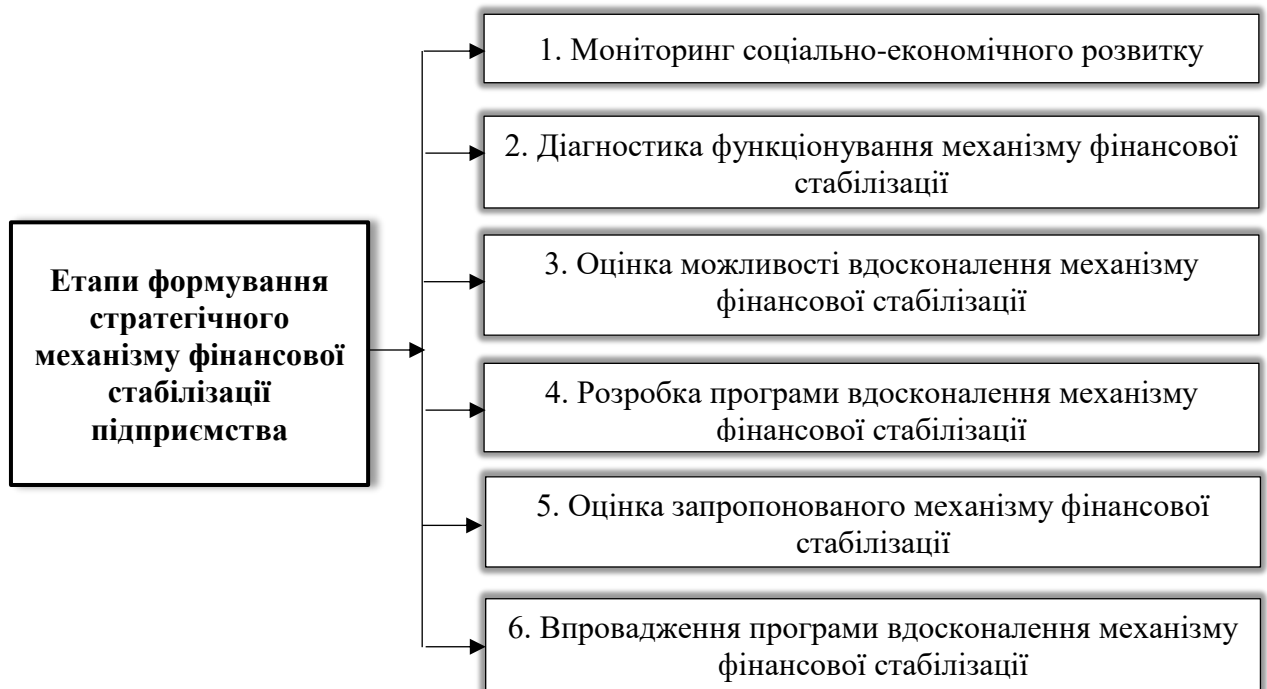 Етапи формування
стратегічного
механізму фінансової
стабілізації
підприємства
1. Моніторинг соціально-економічного розвитку
2. Діагностика функціонування механізму фінансової
стабілізації
3. Оцінка можливості вдосконалення механізму
фінансової стабілізації
4. Розробка програми вдосконалення механізму
фінансової стабілізації
5. Оцінка запропонованого механізму фінансової
стабілізації
6. Впровадження програми вдосконалення механізму
фінансової стабілізації